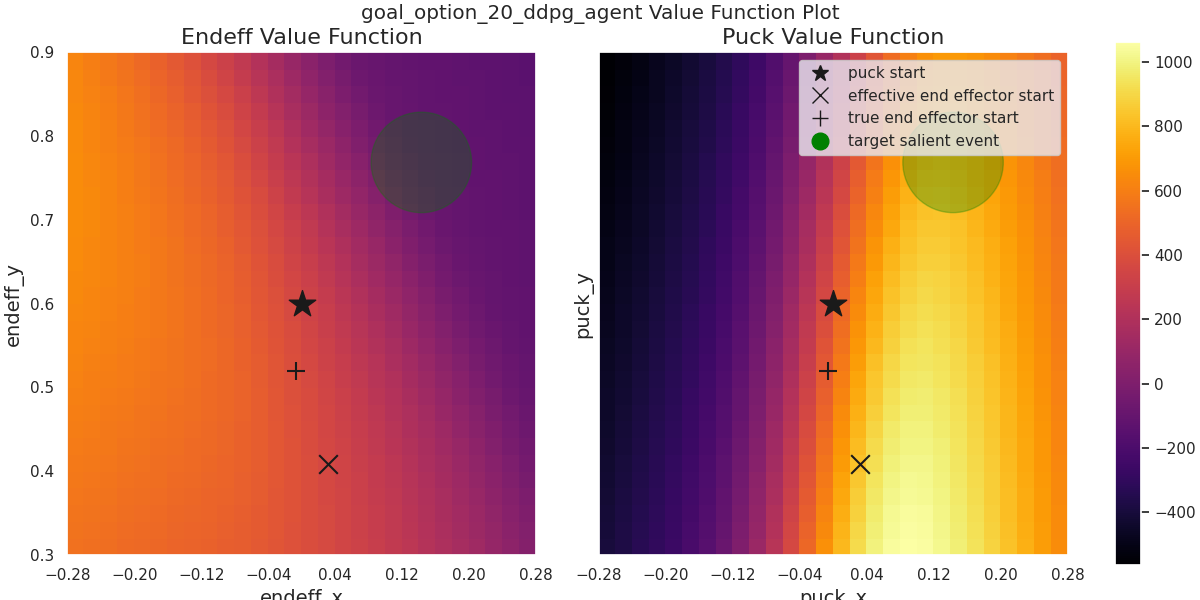 goal_option_20_ddpg_agent Value Function Plot
Endeff Value Function
Puck Value Function
puck start
effective end effector start
true end effector start
target salient event
endeff_y
0.9
0.8
0.7
0.6
0.5
0.4
0.3
−0.28 −0.20 −0.12 −0.04 0.04 0.12 0.20 0.28
endeff_x
puck_y
−0.28 −0.20 −0.12 −0.04 0.04 0.12 0.20 0.28
puck_x
1000
800
600
400
200
0
−200
−400